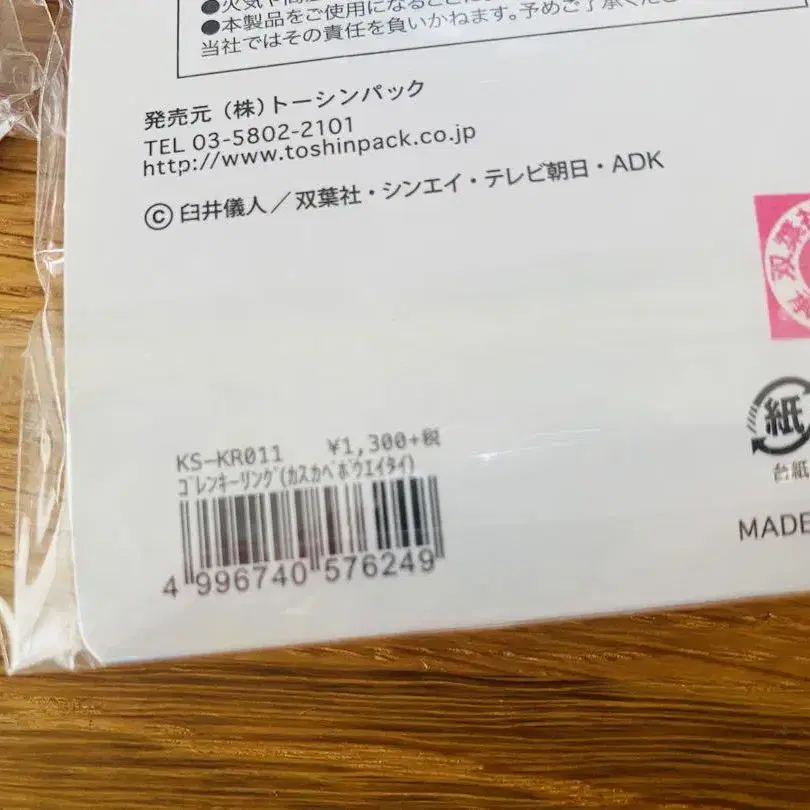 ●本製品をご使用になること
当社ではその責任を負いかねます。予めご了承くださ
発売元 (株)トーシンパック
TEL 03-5802-2101
http://www.toshinpack.co.jp
©臼井儀人／双葉社・シンエイ・テレビ朝日・ADK
双葉社
紙
台紙
KS-KR011 ¥1,300+税
ゴレンキーリング(カスカベボウエイタイ)
4 996740 576249
MADE